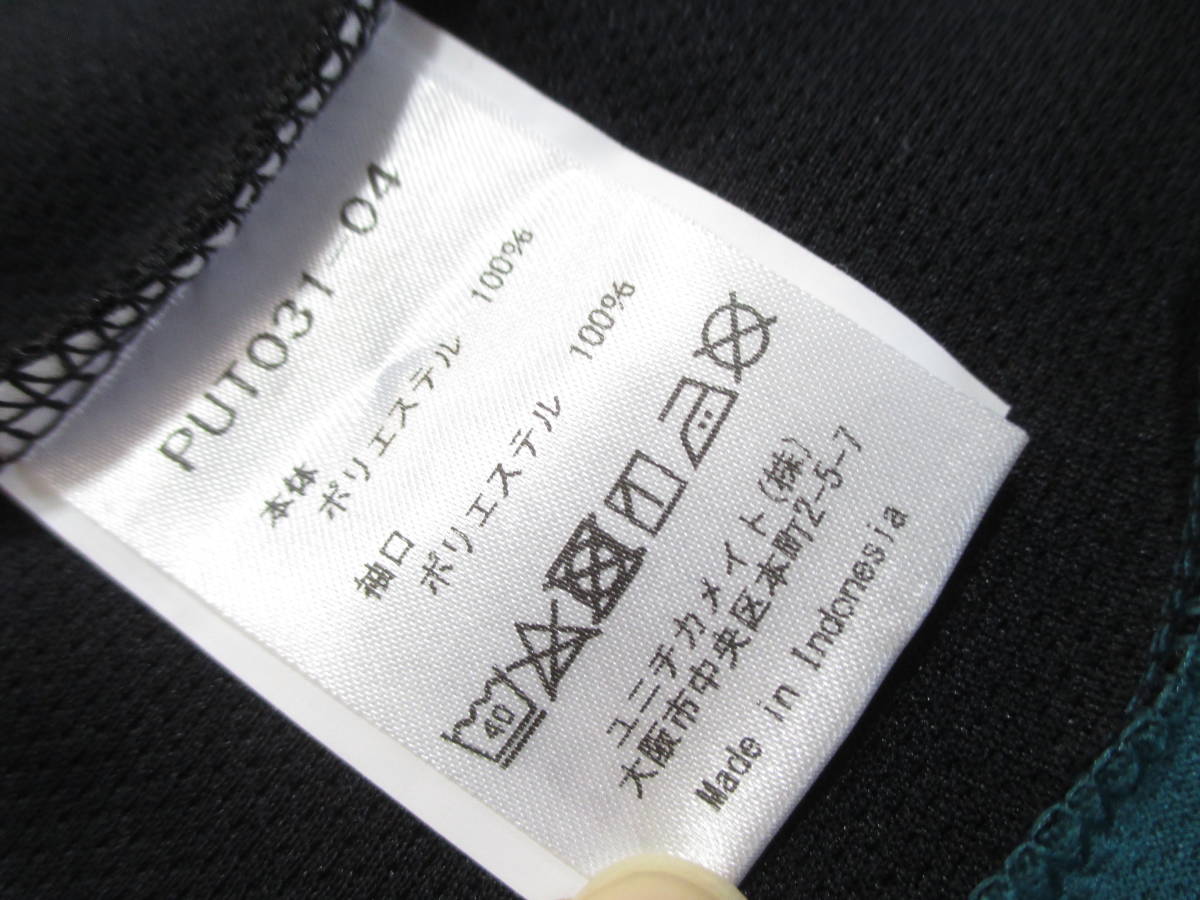 PUT031-04
本体
ポリエステル 100%
袖口
ポリエステル 100%
40
ユニチカメイト(株)
大阪市中央区本町2-5-7
Made in Indonesia